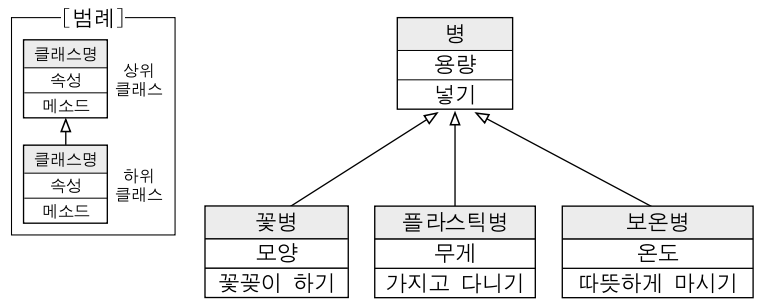 [범례]
클래스명
속성
메소드
상위
클래스
클래스명
속성
메소드
하위
클래스
병
용량
넣기
꽃병
모양
꽃꽂이 하기
플라스틱병
무게
가지고 다니기
보온병
온도
따뜻하게 마시기